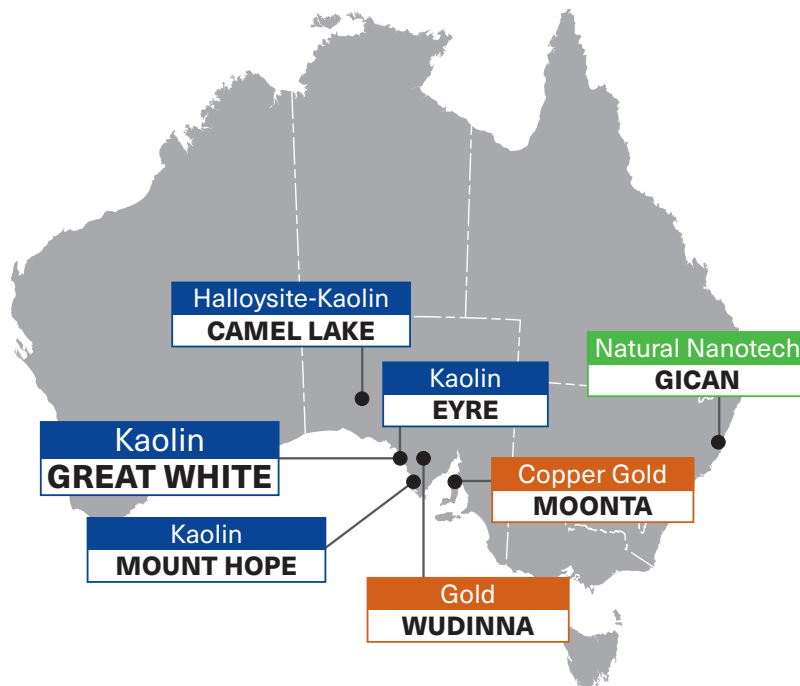 Halloysite-Kaolin
CAMEL LAKE
Natural Nanotech
GICAN
Kaolin
EYRE
Kaolin
GREAT WHITE
Copper Gold
MOONTA
Kaolin
MOUNT HOPE
Gold
WUDINNA